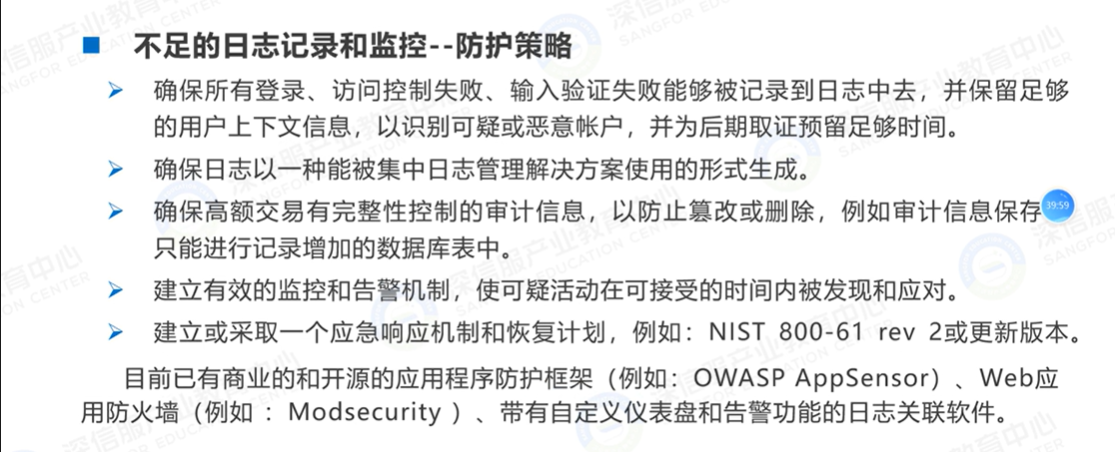 不足的日志记录和监控--防护策略
确保所有登录、访问控制失败、输入验证失败能够被记录到日志中去，并保留足够
的用户上下文信息，以识别可疑或恶意帐户，并为后期取证预留足够时间。
确保日志以一种能被集中日志管理解决方案使用的形式生成。
确保高额交易有完整性控制的审计信息，以防止篡改或删除，例如审计信息保存
39:59
只能进行记录增加的数据库表中。
建立有效的监控和告警机制，使可疑活动在可接受的时间内被发现和应对。
建立或采取一个应急响应机制和恢复计划，例如：NIST 800-61 rev 2或更新版本。
目前已有商业的和开源的应用程序防护框架（例如：OWASP AppSensor）、Web应
用防火墙（例如 ：Modsecurity ）、带有自定义仪表盘和告警功能的日志关联软件。